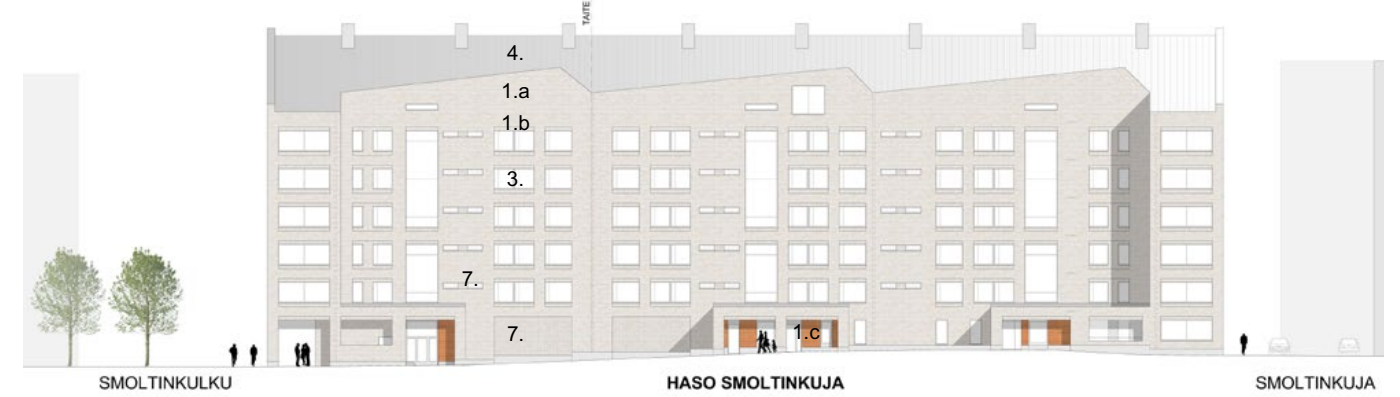 TAITE
4.
1.a
1.b
3.
7.
7.
1.c
SMOLTINKULKU
HASO SMOLTINKUJA
SMOLTINKUJA